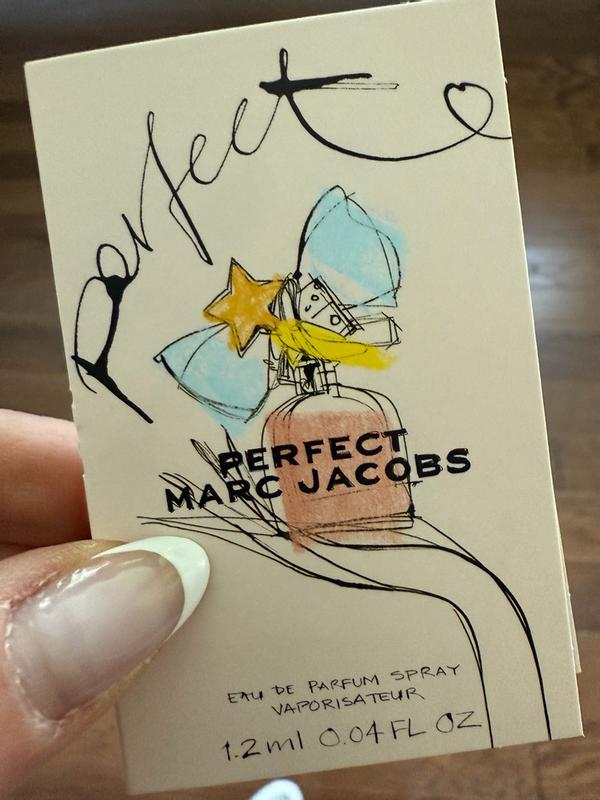 perfect
PERFECT
MARC JACOBS
EAU DE PARFUM SPRAY
VAPORISATEUR
1.2ml 0.04 FL OZ